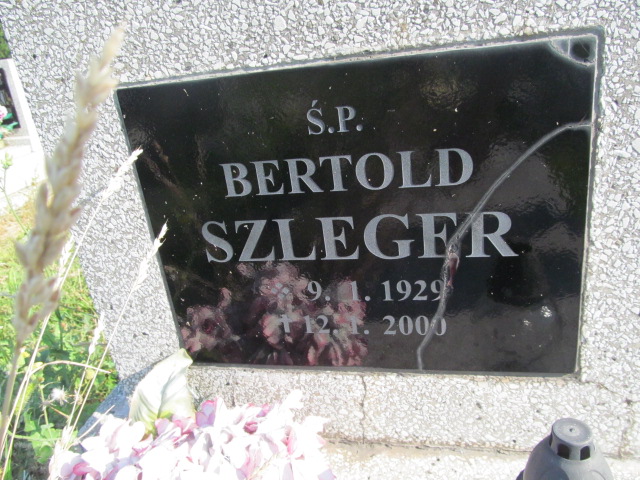 Ś.P.
BERTOLD
SZLEGER
* 9. 1. 1929
† 12. 1. 2000